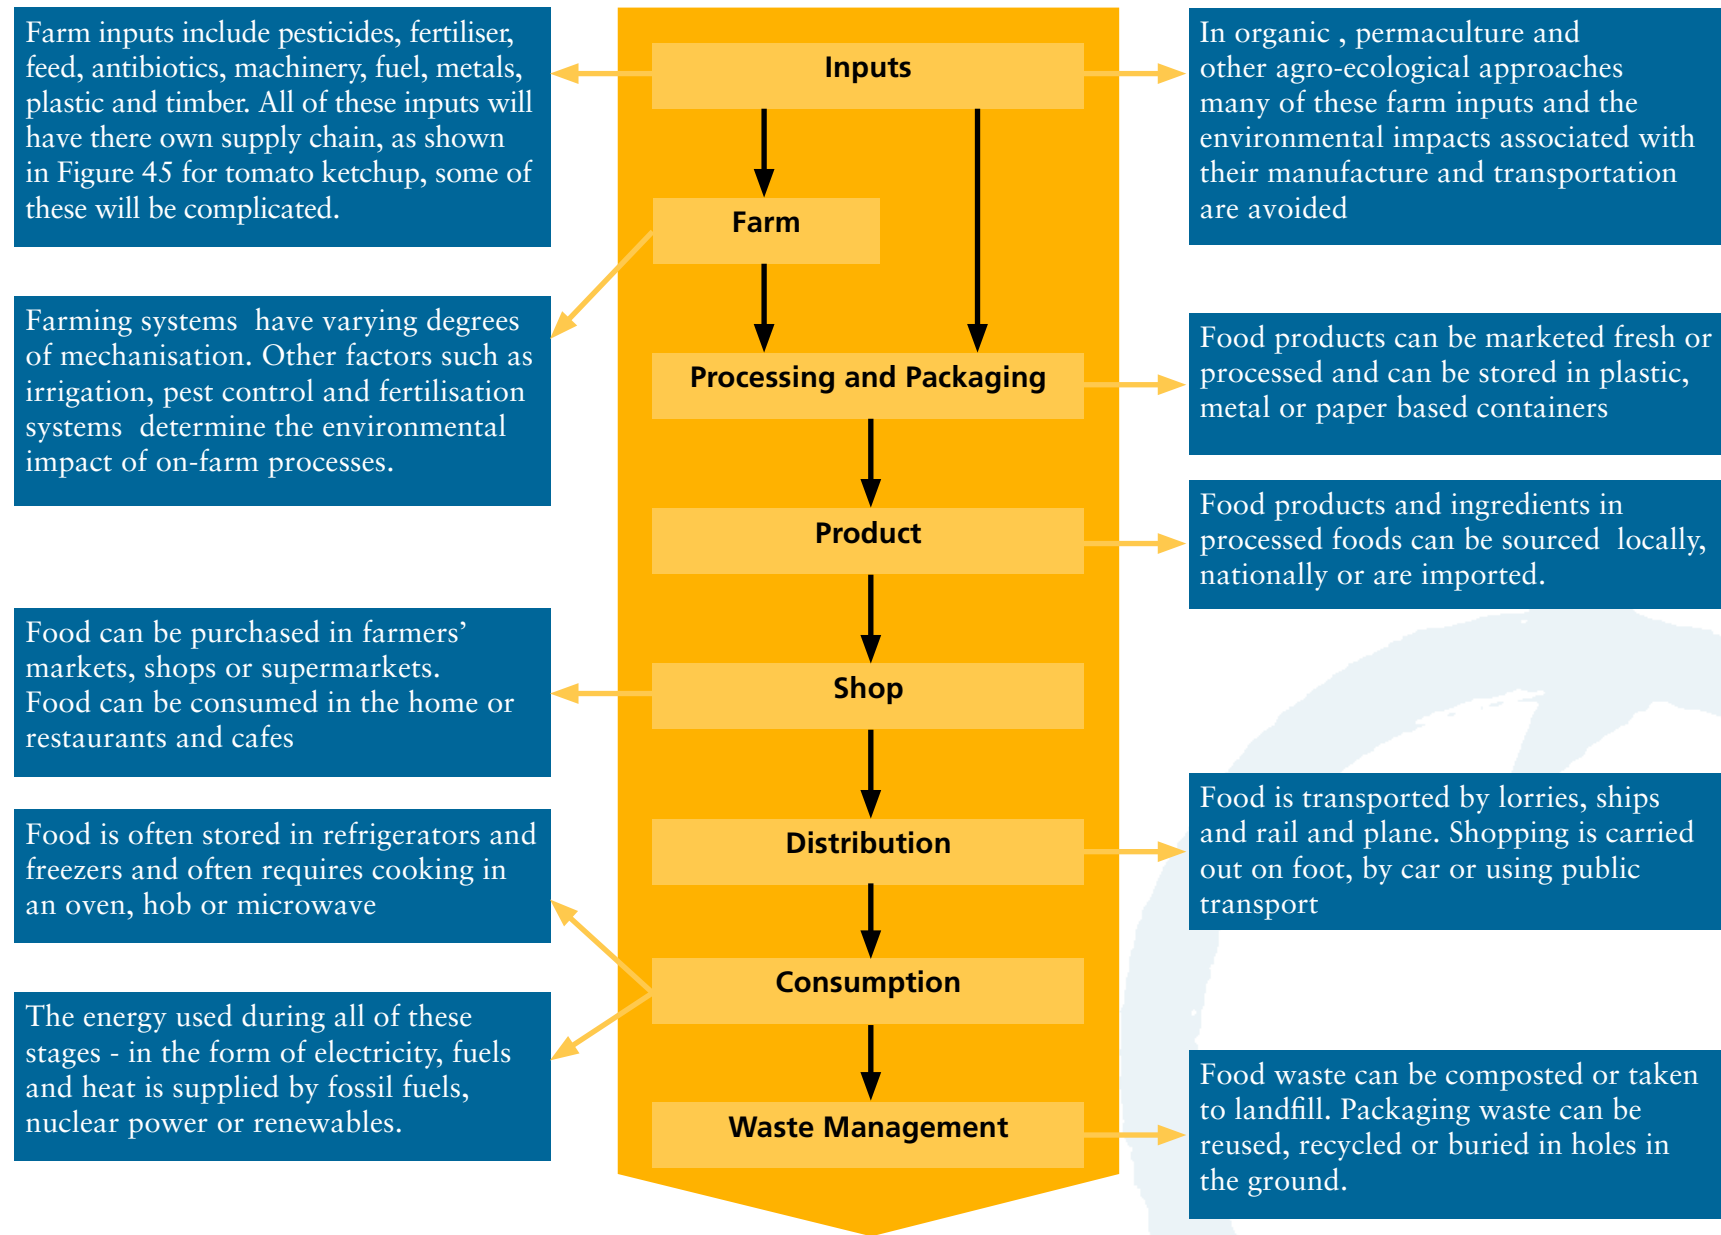 Farm inputs include pesticides, fertiliser,
feed, antibiotics, machinery, fuel, metals,
plastic and timber. All of these inputs will
have there own supply chain, as shown
in Figure 45 for tomato ketchup, some of
these will be complicated.
Inputs
In organic , permaculture and
other agro-ecological approaches
many of these farm inputs and the
environmental impacts associated with
their manufacture and transportation
are avoided
Farm
Farming systems  have varying degrees
of mechanisation. Other factors such as
irrigation, pest control and fertilisation
systems  determine the environmental
impact of on-farm processes.
Processing and Packaging
Food products can be marketed fresh or
processed and can be stored in plastic,
metal or paper based containers
Product
Food products and ingredients in
processed foods can be sourced  locally,
nationally or are imported.
Food can be purchased in farmers’
markets, shops or supermarkets.
Food can be consumed in the home or
restaurants and cafes
Shop
Distribution
Food is transported by lorries, ships
and rail and plane. Shopping is carried
out on foot, by car or using public
transport
Food is often stored in refrigerators and
freezers and often requires cooking in
an oven, hob or microwave
Consumption
The energy used during all of these
stages - in the form of electricity, fuels
and heat is supplied by fossil fuels,
nuclear power or renewables.
Waste Management
Food waste can be composted or taken
to landfill. Packaging waste can be
reused, recycled or buried in holes in
the ground.